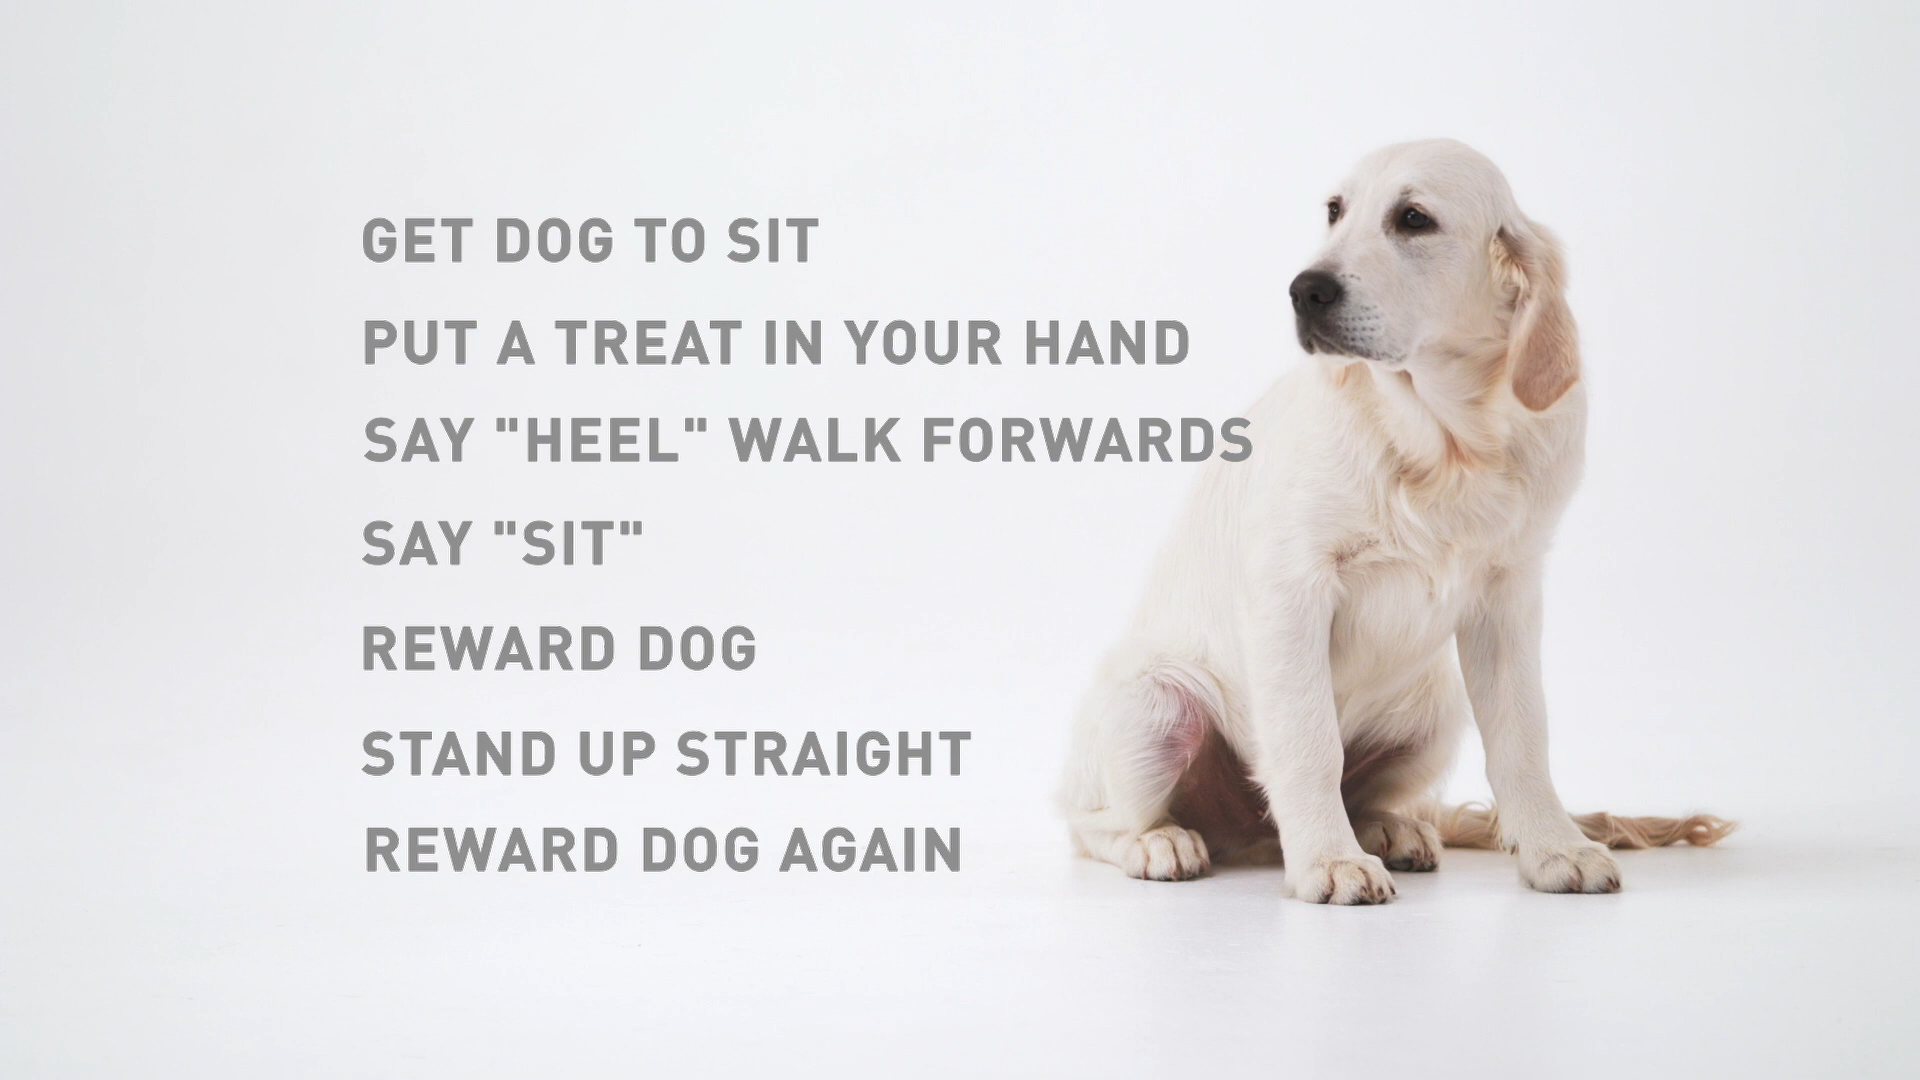 GET DOG TO SIT
PUT A TREAT IN YOUR HAND
SAY "HEEL" WALK FORWARDS
SAY "SIT"
REWARD DOG
STAND UP STRAIGHT
REWARD DOG AGAIN